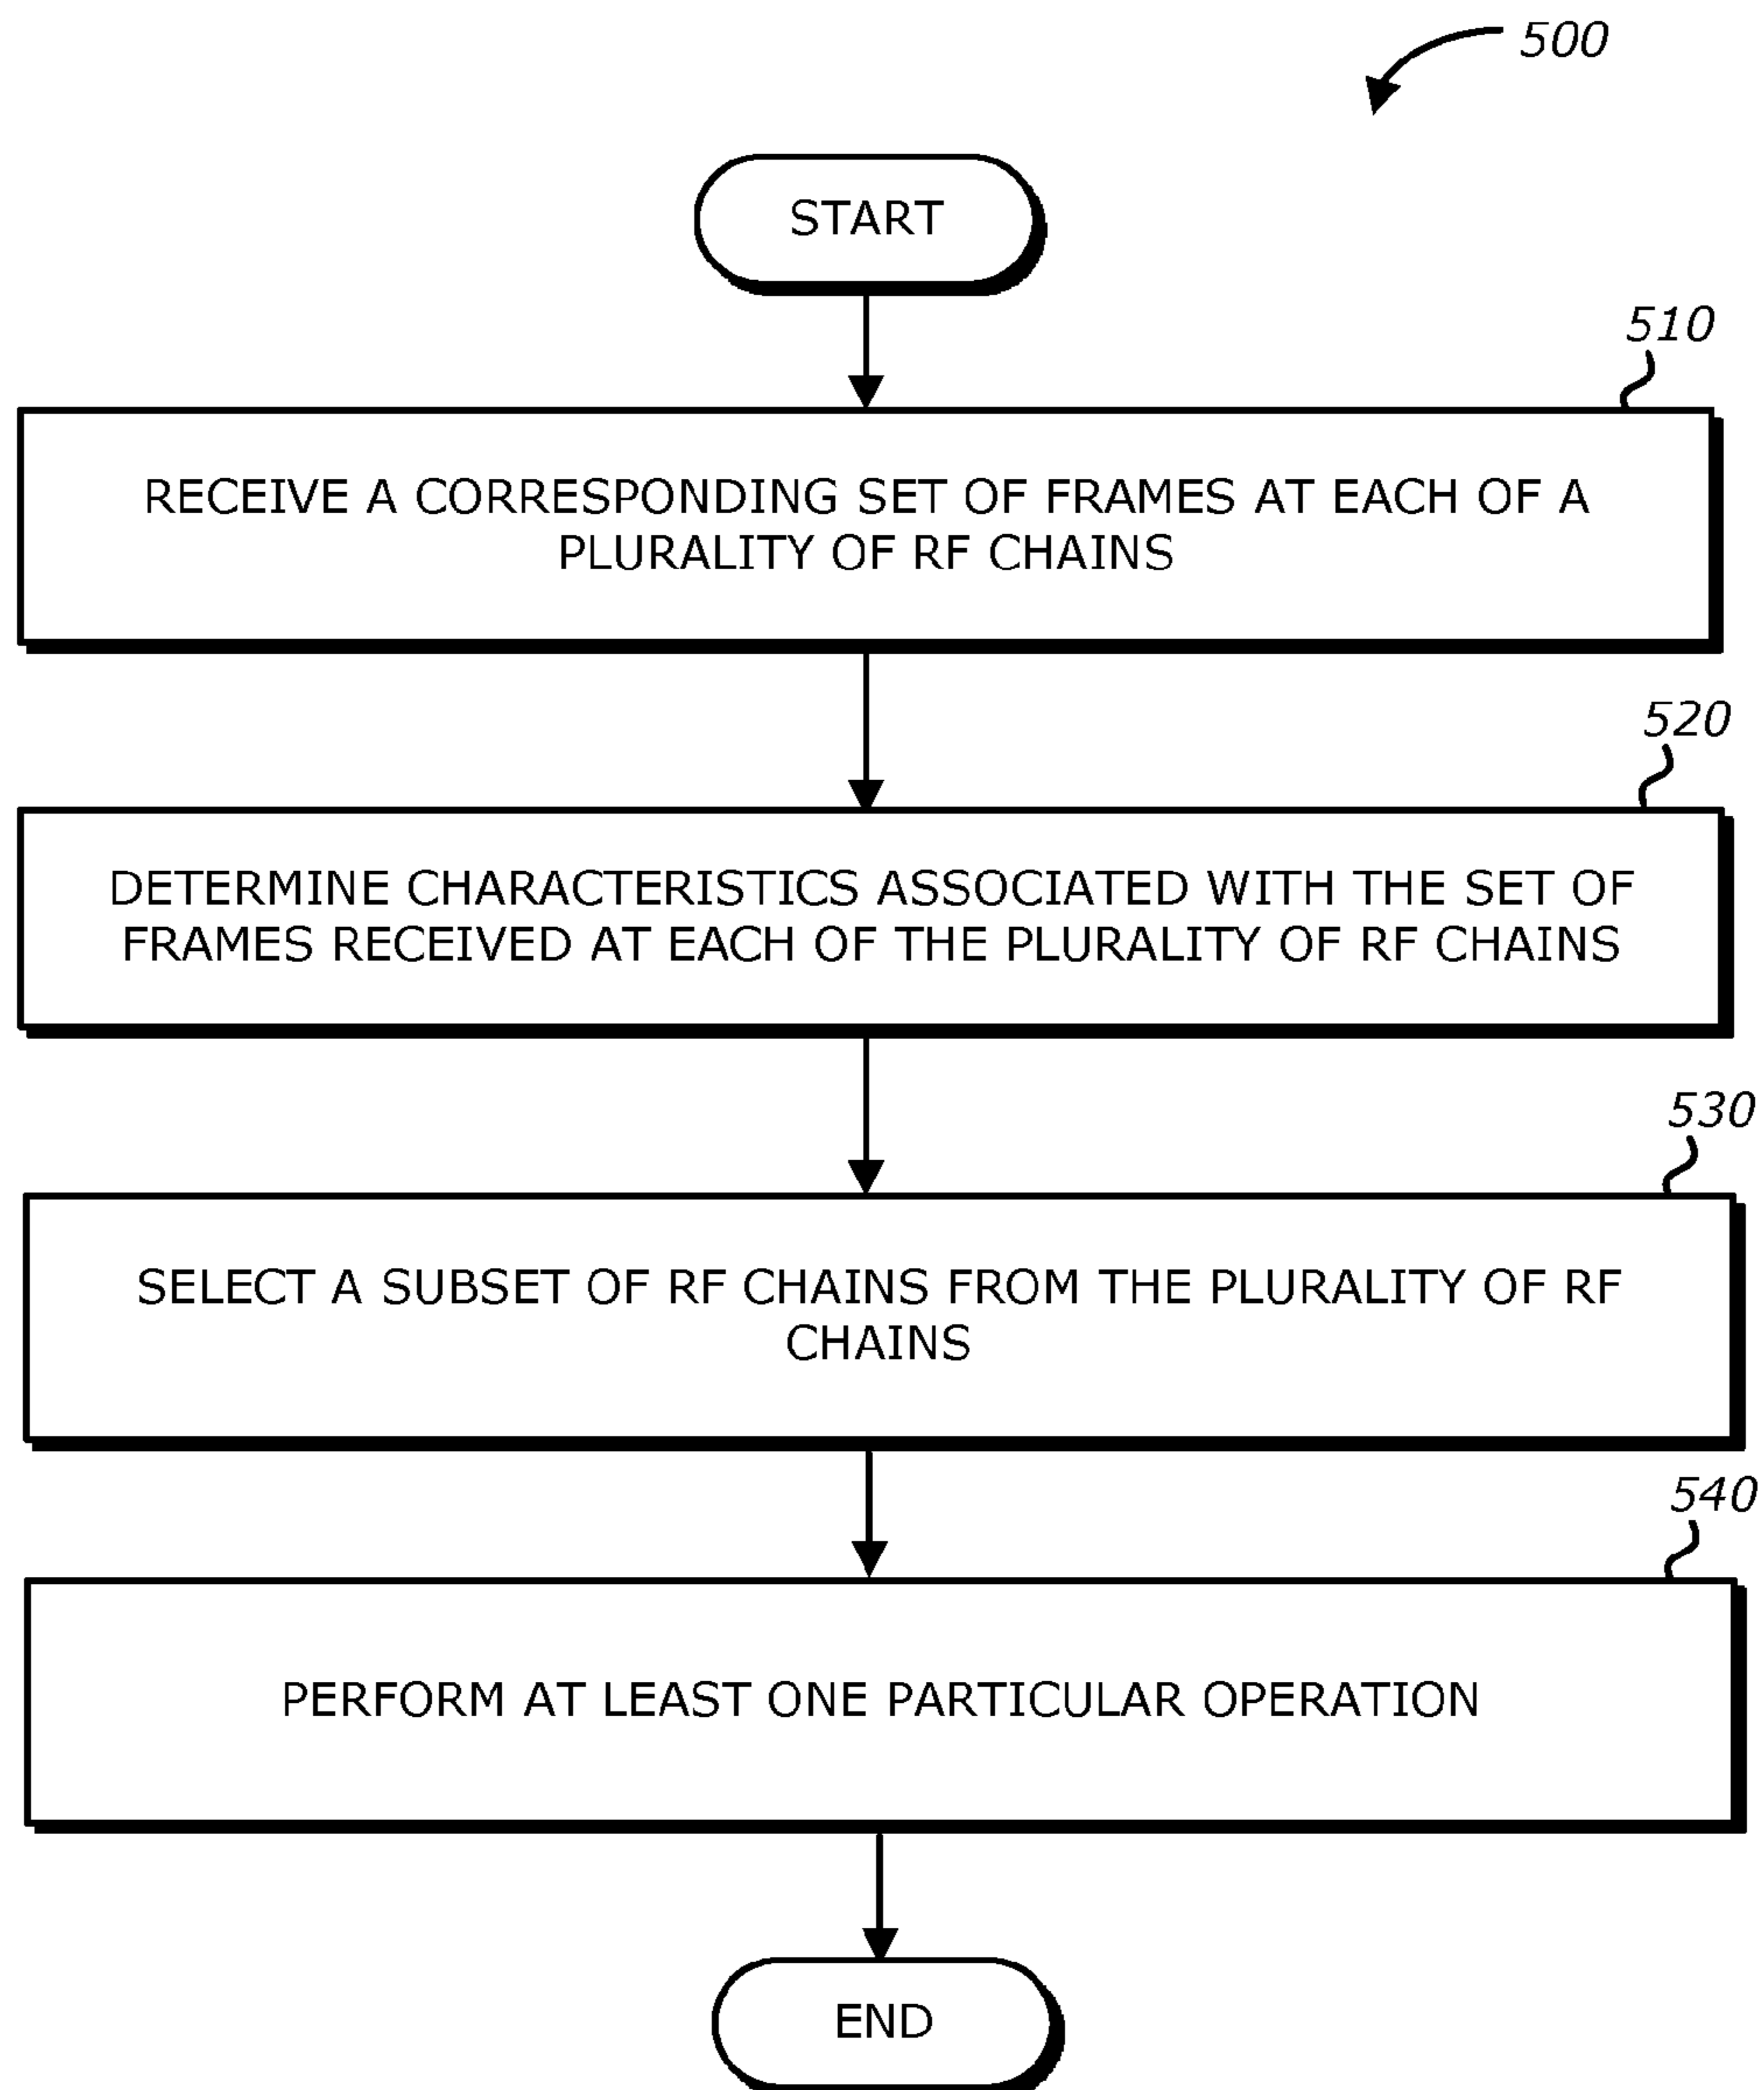 500
START
510
RECEIVE A CORRESPONDING SET OF FRAMES AT EACH OF A
PLURALITY OF RF CHAINS
520
DETERMINE CHARACTERISTICS ASSOCIATED WITH THE SET OF
FRAMES RECEIVED AT EACH OF THE PLURALITY OF RF CHAINS
530
SELECT A SUBSET OF RF CHAINS FROM THE PLURALITY OF RF
CHAINS
540
PERFORM AT LEAST ONE PARTICULAR OPERATION
END